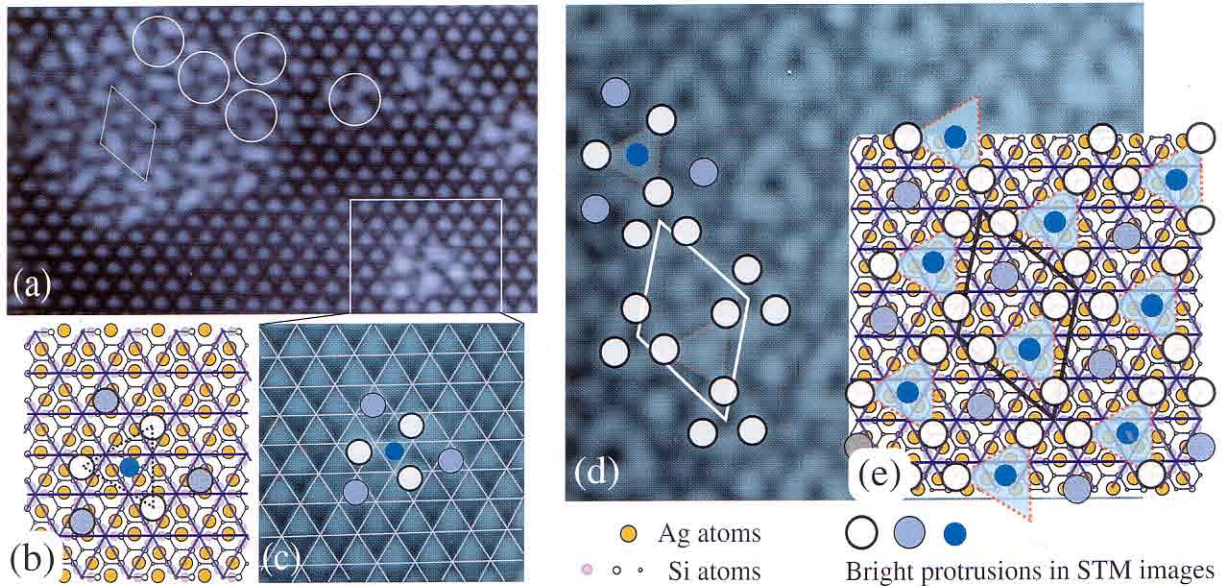 (a)
(b)
(c)
(d)
(e)
Ag atoms
Si atoms
Bright protrusions in STM images